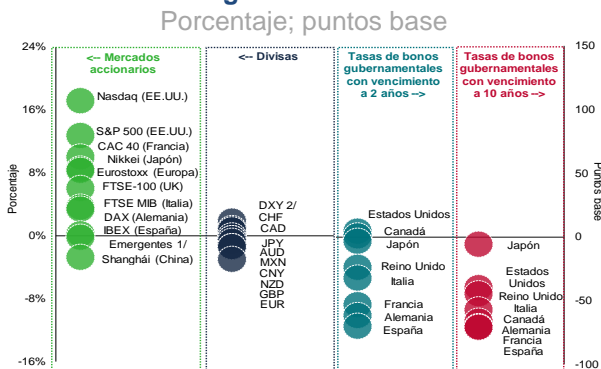 Porcentaje; puntos base
24%
16%
8%
0%
-8%
-16%
Porcentaje
<-- Mercados
accionarios
Nasdaq (EE.UU.)
S&P 500 (EE.UU.)
CAC 40 (Francia)
Nikkei (Japón)
Eurostoxx (Europa)
FTSE-100 (UK)
FTSE MIB (Italia)
DAX (Alemania)
IBEX (España)
Emergentes 1/
Shanghái (China)
<-- Divisas
DXY 2/
CHF
CAD
JPY
AUD
MXN
CNY
NZD
GBP
EUR
Tasas de bonos
gubernamentales
con vencimiento
a 2 años -->
Estados Unidos
Canadá
Japón
Reino Unido
Italia
Francia
Alemania
España
Tasas de bonos
gubernamentales
con vencimiento
a 10 años -->
Japón
Estados
Unidos
Reino Unido
Italia
Canadá
Alemania
Francia
España
150
100
50
0
-50
-100
Puntos base